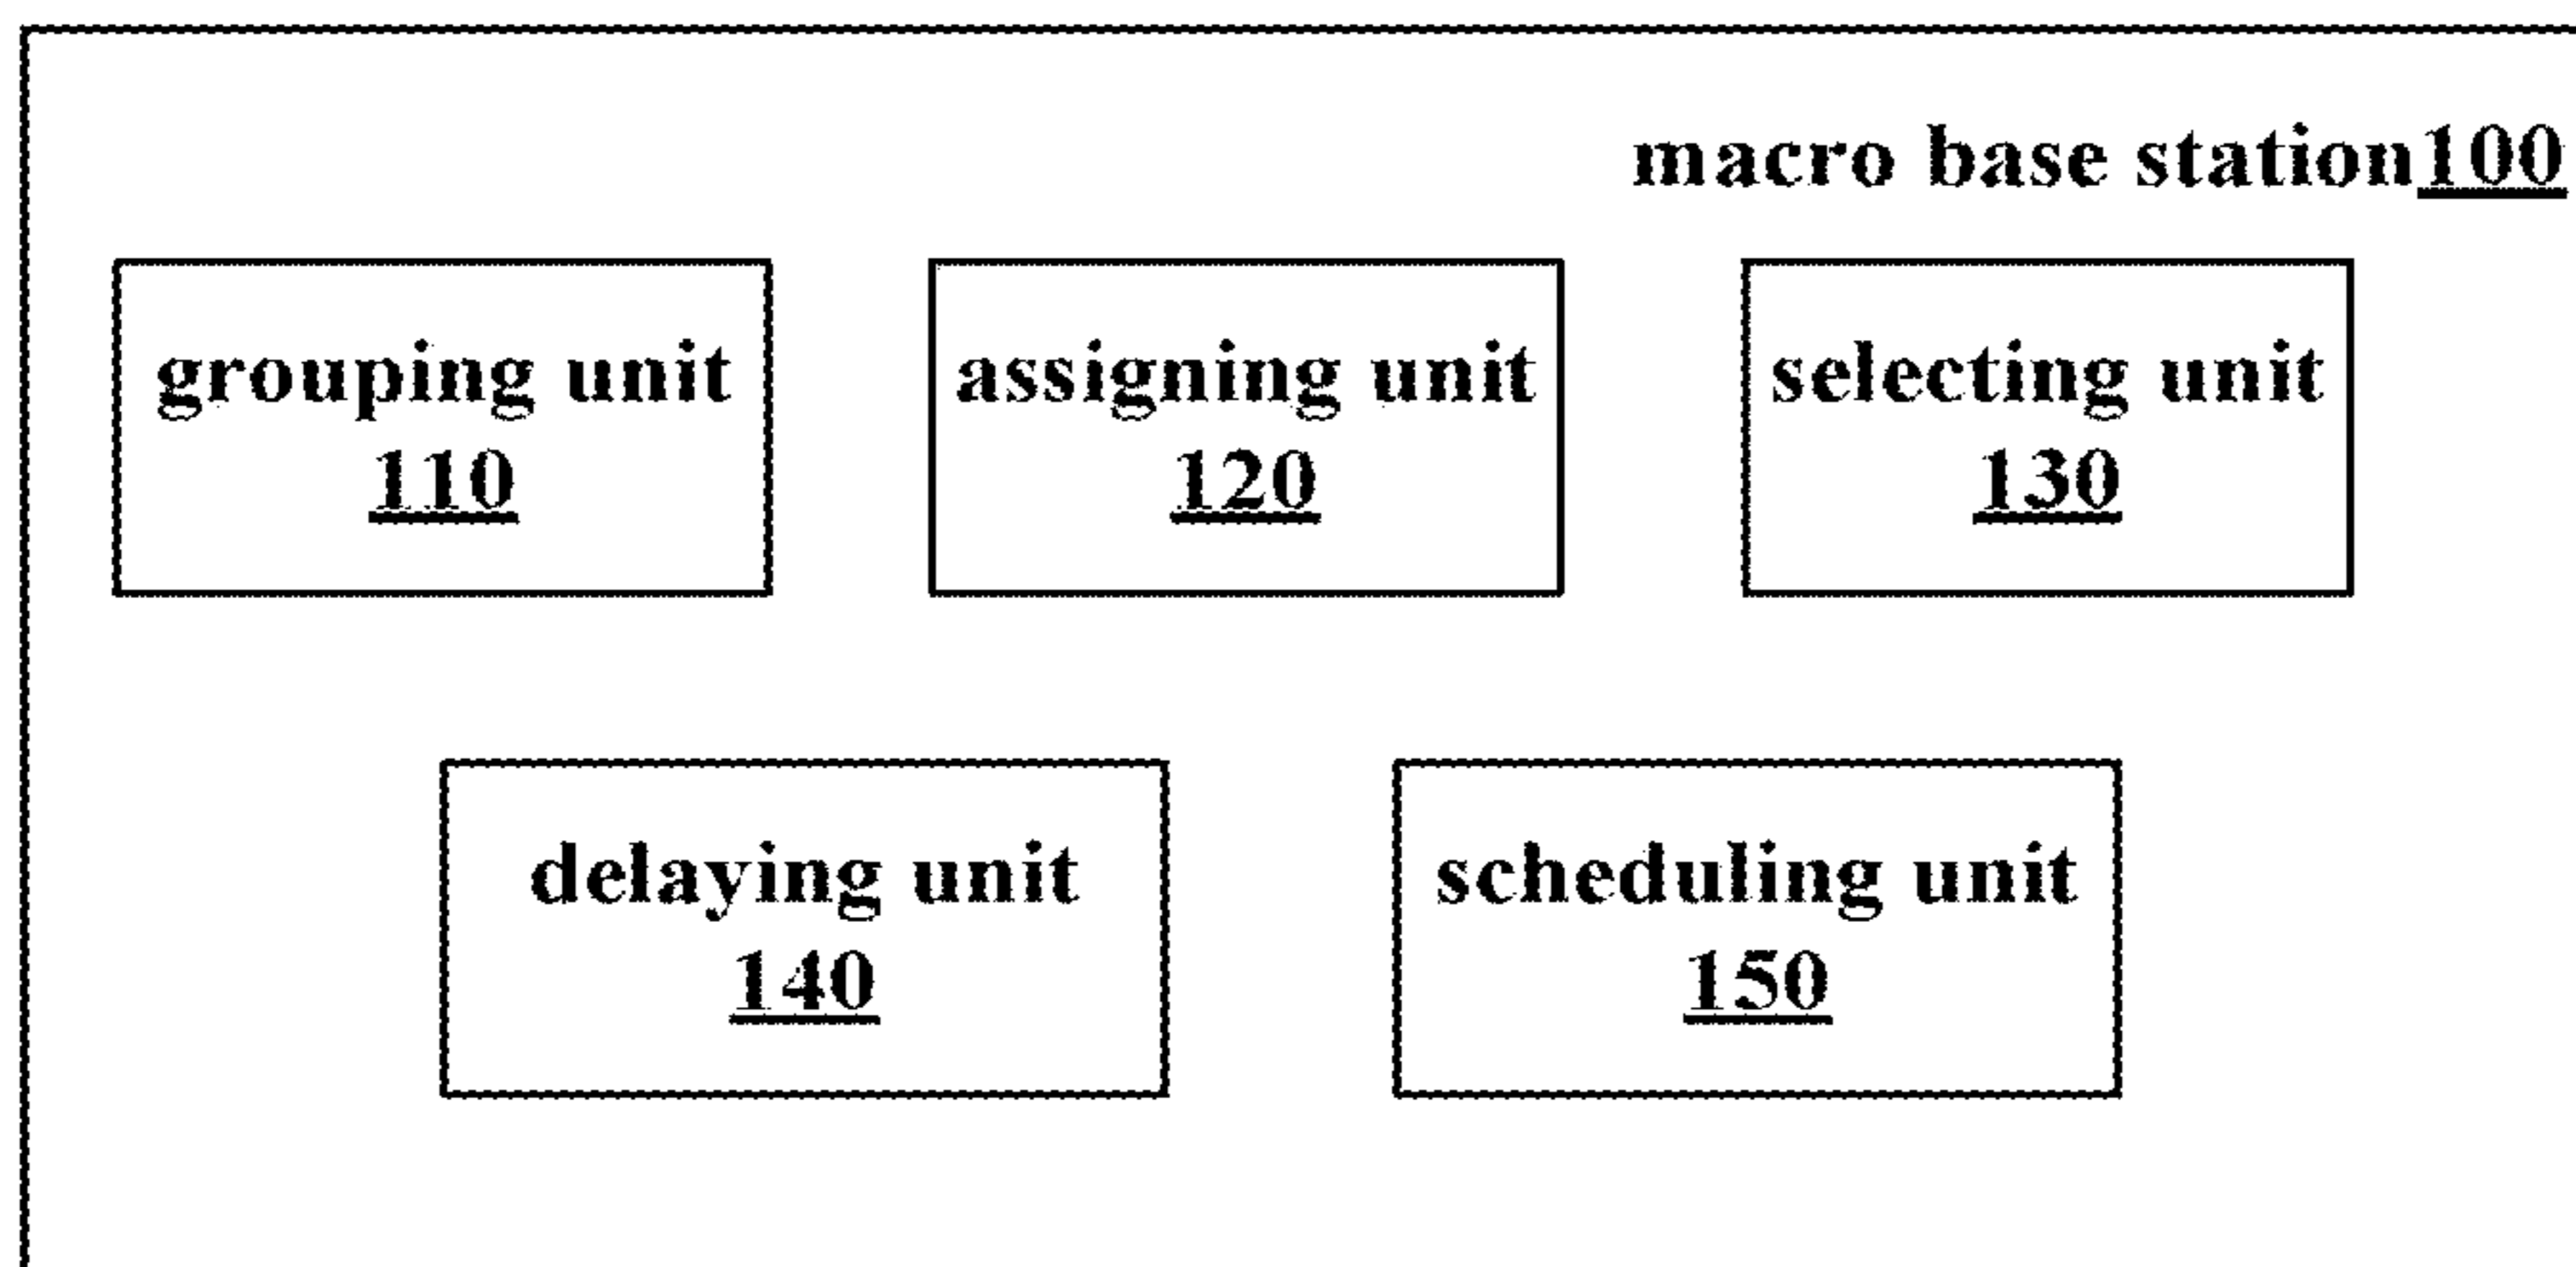 macro base station100
grouping unit
110
assigning unit
120
selecting unit
130
delaying unit
140
scheduling unit
150